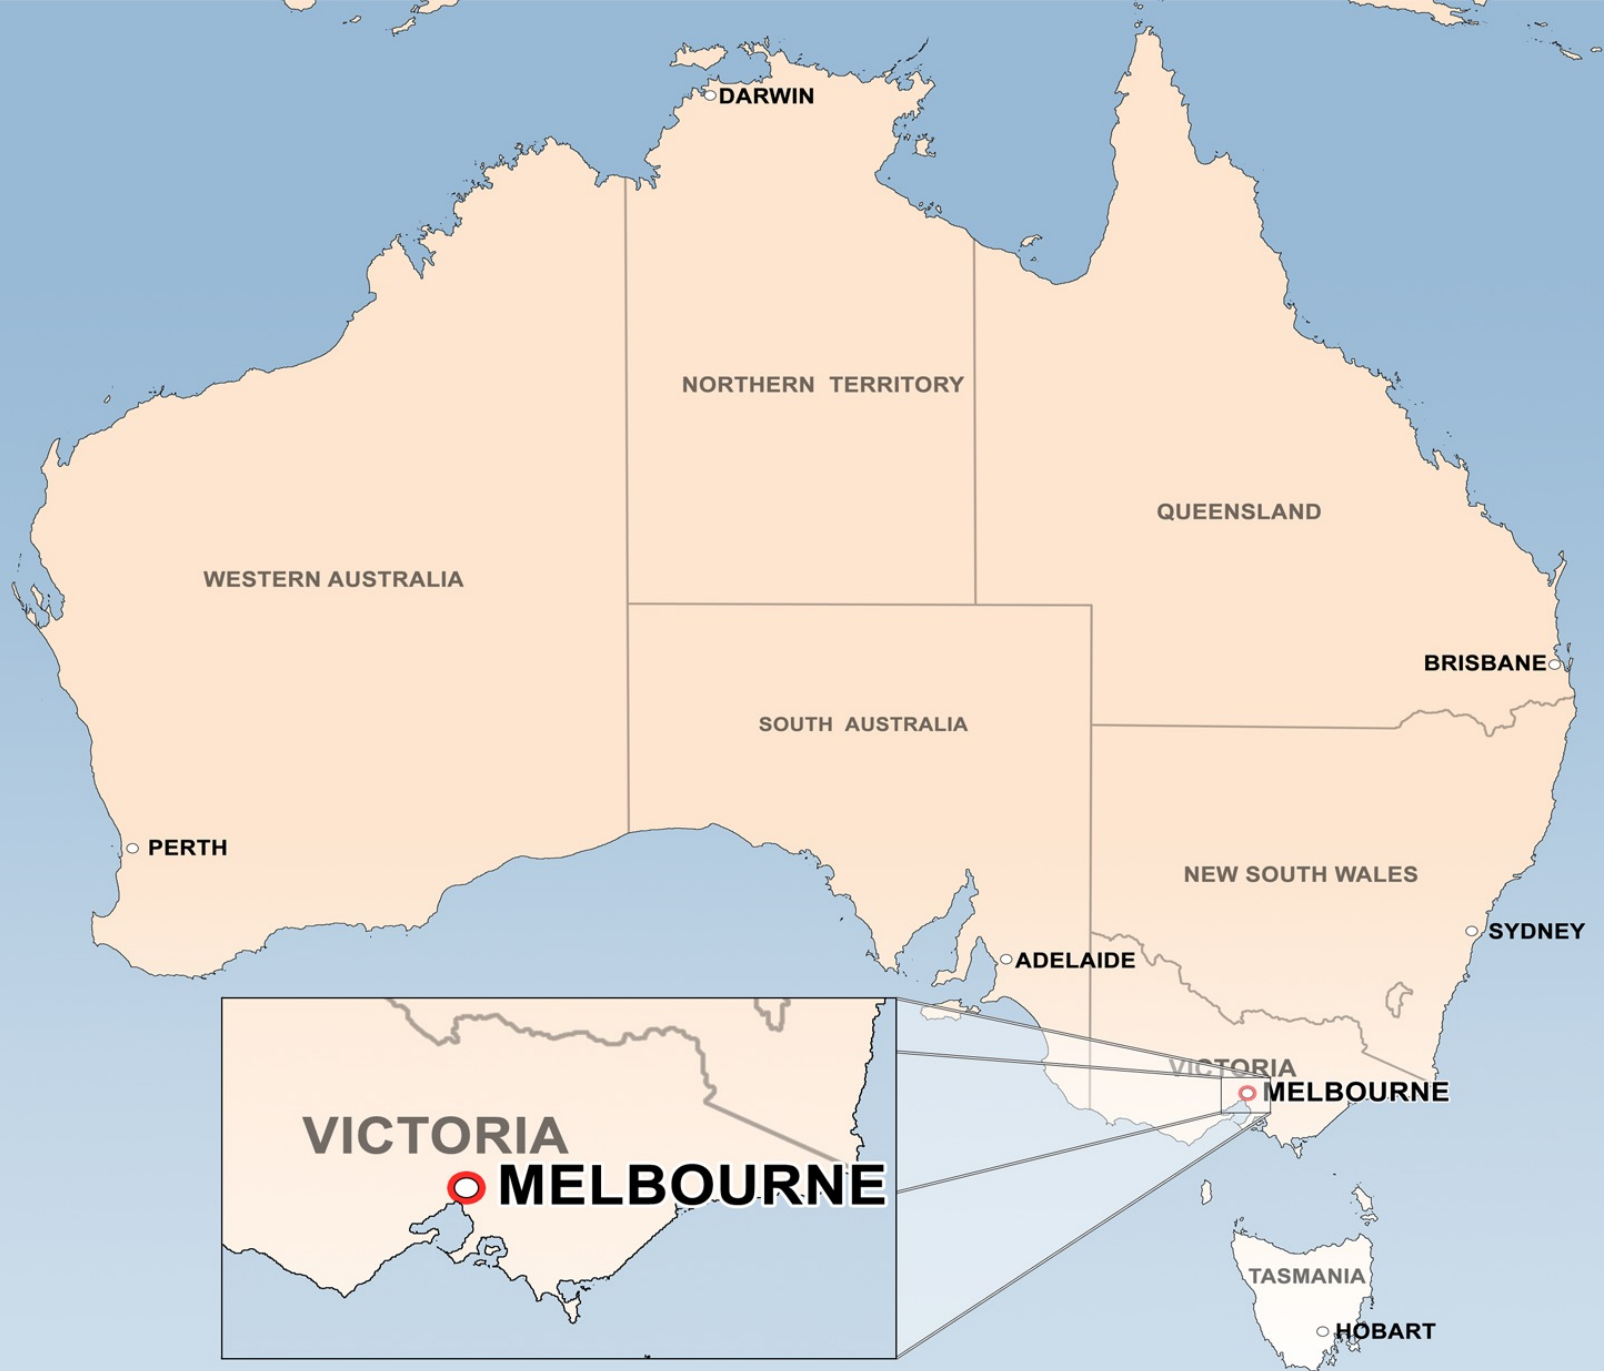 DARWIN
NORTHERN TERRITORY
QUEENSLAND
WESTERN AUSTRALIA
BRISBANE
SOUTH AUSTRALIA
PERTH
NEW SOUTH WALES
SYDNEY
ADELAIDE
VICTORIA
MELBOURNE
VICTORIA
MELBOURNE
TASMANIA
HOBART